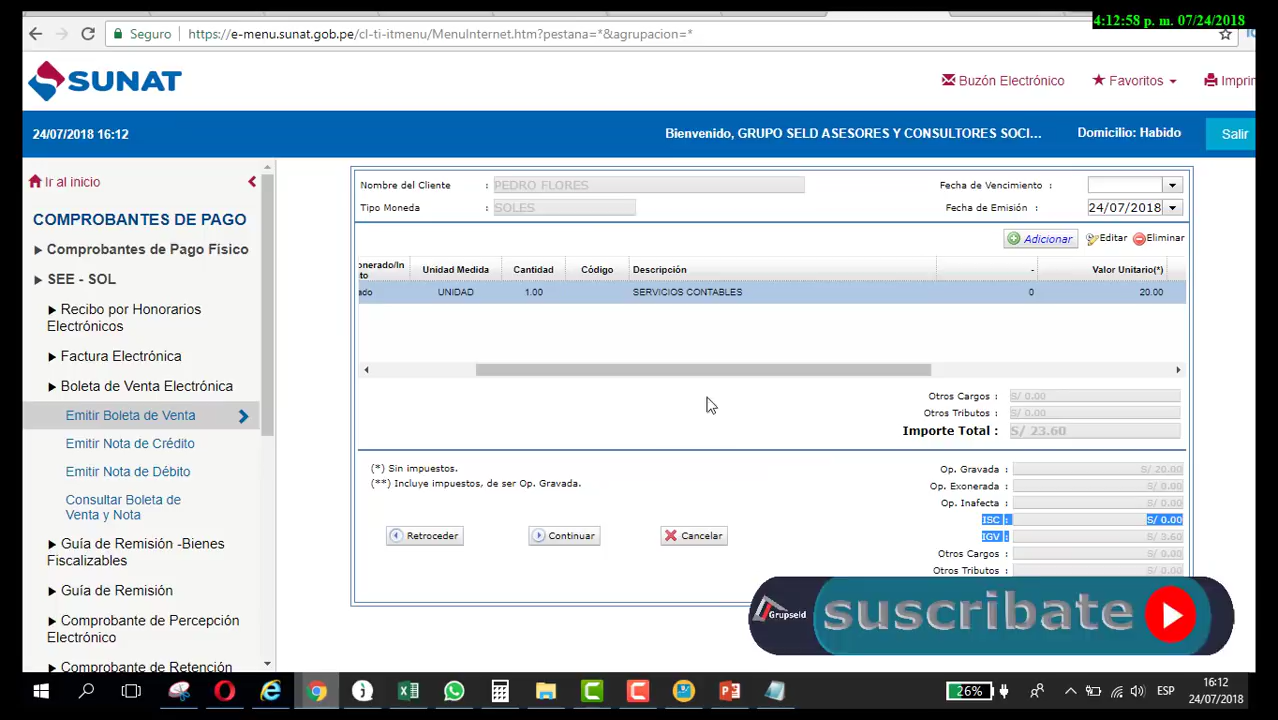 4:12:58 p. m. 07/24/2018
Seguro
https://e-menu.sunat.gob.pe/cl-ti-itmenu/MenuInternet.htm?pestana=*&agrupacion=*
SUNAT
Buzón Electrónico
Favoritos
Imprir
24/07/2018 16:12
Bienvenido, GRUPO SELD ASESORES Y CONSULTORES SOCI...
Domicilio: Habido
Salir
Ir al inicio
COMPROBANTES DE PAGO
Comprobantes de Pago Fisico
SEE - SOL
Recibo por Honorarios
Electrónicos
Factura Electrónica
Boleta de Venta Electrónica
Emitir Boleta de Venta
Emitir Nota de Crédito
Emitir Nota de Débito
Consultar Boleta de
Venta y Nota
Guía de Remisión -Bienes
Fiscalizables
Guía de Remisión
Comprobante de Percepción
Electrónico
Comprobante de Retención
Nombre del Cliente : PEDRO FLORES
Fecha de Vencimiento :
Tipo Moneda : SOLES
Fecha de Emisión : 24/07/2018
Adicionar Editar Eliminar
onerado/In
to
Unidad Medida Cantidad Código Descripción - Valor Unitario(*)
ado UNIDAD 1.00 SERVICIOS CONTABLES 0 20.00
Otros Cargos : S/ 0.00
Otros Tributos : S/ 0.00
Importe Total : S/ 23.60
(*) Sin impuestos.
(**) Incluye impuestos, de ser Op. Gravada.
Op. Gravada : S/ 20.00
Op. Exonerada : S/ 0.00
Op. Inafecta : S/ 0.00
ISC : S/ 0.00
IGV : S/ 3.60
Otros Cargos : S/ 0.00
Otros Tributos : S/ 0.00
Retroceder Continuar Cancelar
Grupseld
suscribate
26%
ESP
16:12
24/07/2018